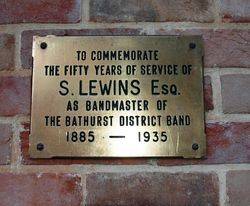 TO COMMEMORATE
THE FIFTY YEARS OF SERVICE OF
S. LEWINS ESQ.
AS BANDMASTER OF
THE BATHURST DISTRICT BAND
1885 — 1935